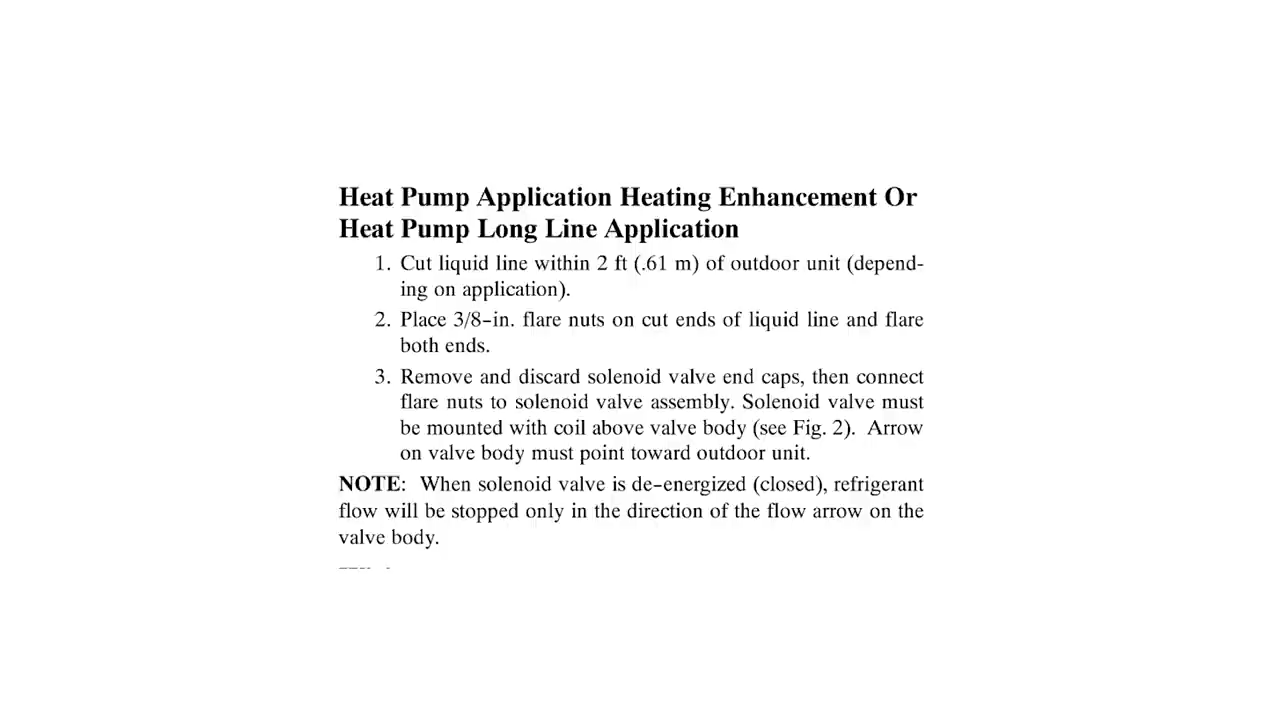 Heat Pump Application Heating Enhancement Or
Heat Pump Long Line Application
1. Cut liquid line within 2 ft (.61 m) of outdoor unit (depend-
ing on application).
2. Place 3/8-in. flare nuts on cut ends of liquid line and flare
both ends.
3. Remove and discard solenoid valve end caps, then connect
flare nuts to solenoid valve assembly. Solenoid valve must
be mounted with coil above valve body (see Fig. 2). Arrow
on valve body must point toward outdoor unit.
NOTE: When solenoid valve is de-energized (closed), refrigerant
flow will be stopped only in the direction of the flow arrow on the
valve body.